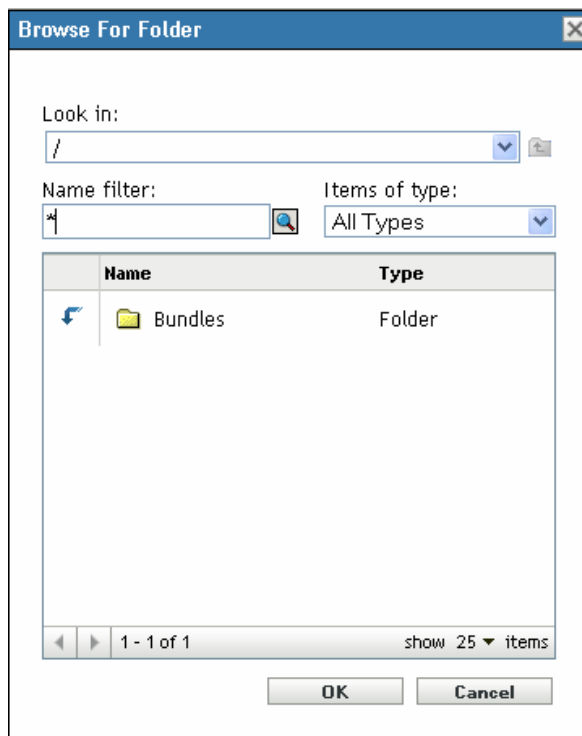 Browse For Folder
Look in:
/
Name filter: Items of type:
* All Types
Name Type
Bundles Folder
1 - 1 of 1 show 25 items
OK Cancel